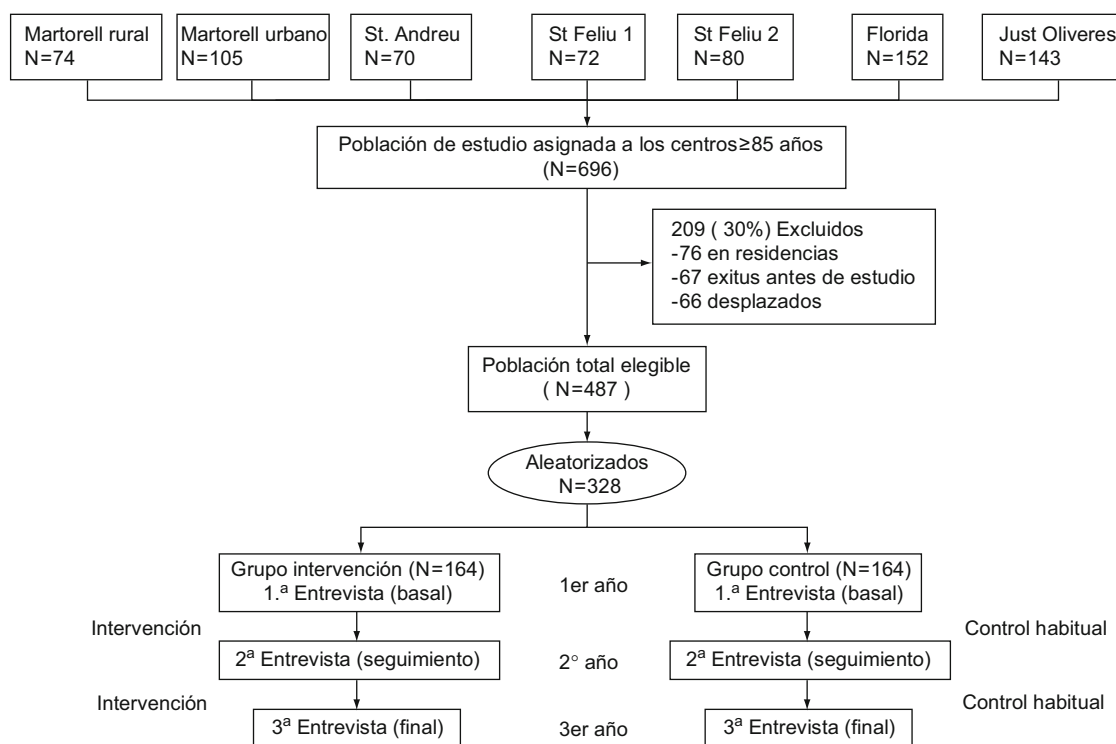 Martorell rural
N=74
Martorell urbano
N=105
St. Andreu
N=70
St Feliu 1
N=72
St Feliu 2
N=80
Florida
N=152
Just Oliveres
N=143
Población de estudio asignada a los centros≥85 años
(N=696)
209 ( 30%) Excluidos
-76 en residencias
-67 exitus antes de estudio
-66 desplazados
Población total elegible
( N=487 )
Aleatorizados
N=328
Grupo intervención (N=164)
1.ª Entrevista (basal)
1er año
Grupo control (N=164)
1.ª Entrevista (basal)
Intervención
Control habitual
2ª Entrevista (seguimiento)
2° año
2ª Entrevista (seguimiento)
Intervención
Control habitual
3ª Entrevista (final)
3er año
3ª Entrevista (final)